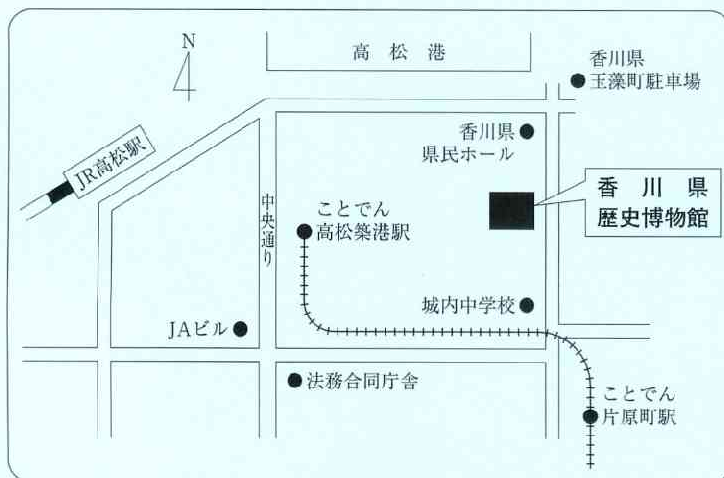 N
高松港
香川県
玉藻町駐車場
JR高松駅
香川県
県民ホール
香川県
歴史博物館
中央通り
ことでん
高松築港駅
城内中学校
JAビル
法務合同庁舎
ことでん
片原町駅